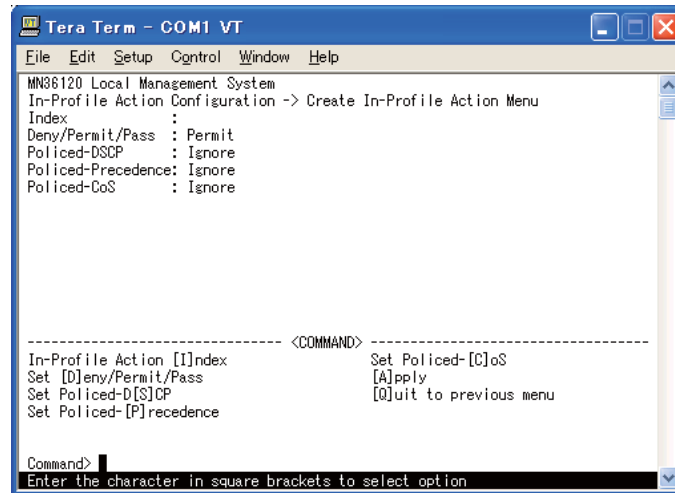 Tera Term - COM1 VT
File Edit Setup Control Window Help
MN36120 Local Management System
In-Profile Action Configuration -> Create In-Profile Action Menu
Index           :
Deny/Permit/Pass  : Permit
Policed-DSCP      : Ignore
Policed-Precedence: Ignore
Policed-CoS       : Ignore
-------------------------------- <COMMAND> -----------------------------------
In-Profile Action [I]ndex                 Set Policed-[C]oS
Set [D]eny/Permit/Pass                    [A]pply
Set Policed-D[S]CP                        [Q]uit to previous menu
Set Policed-[P]recedence
Command>
Enter the character in square brackets to select option